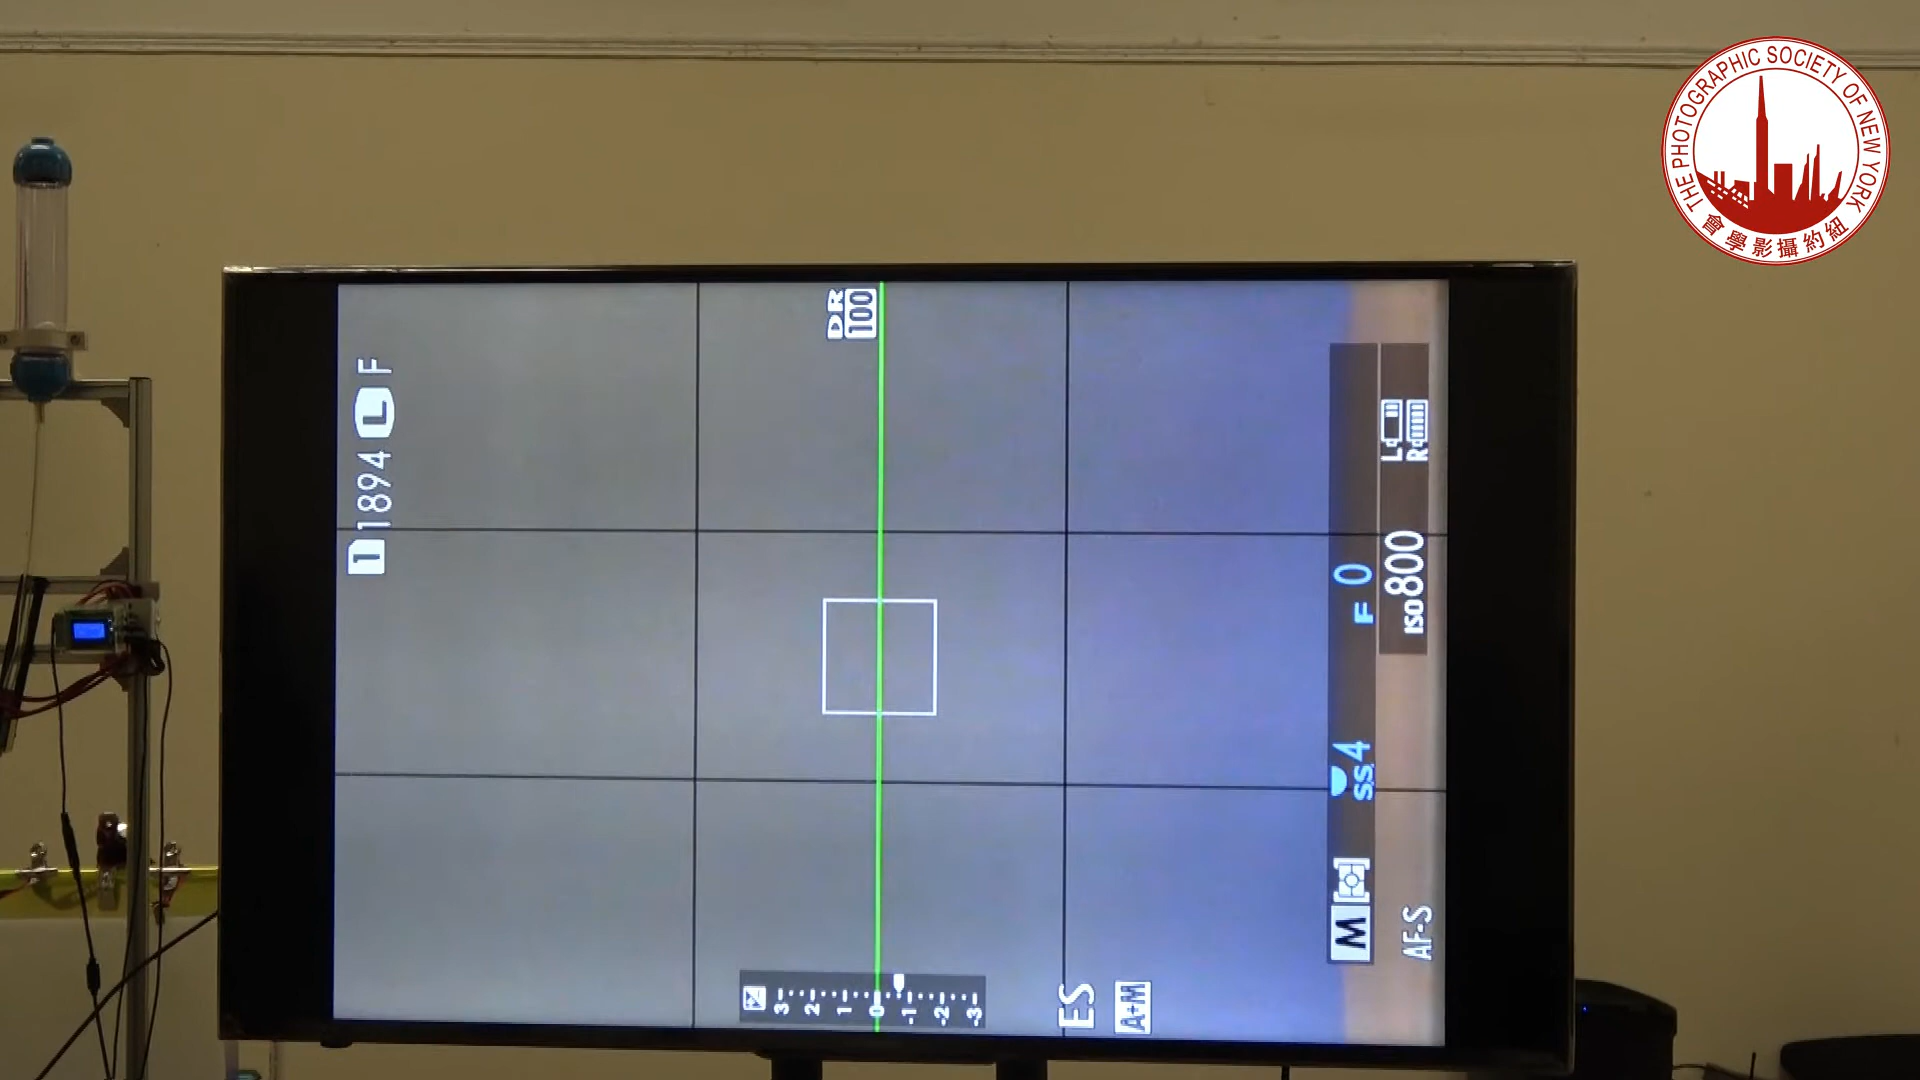 THE PHOTOGRAPHIC SOCIETY OF NEW YORK
會學影攝約紐
1 1894 L F
DR
100
3 2 1 0 -1 -2 -3
ES
A+M
M SS 4 F 0
AF-S ISO 800
L
R